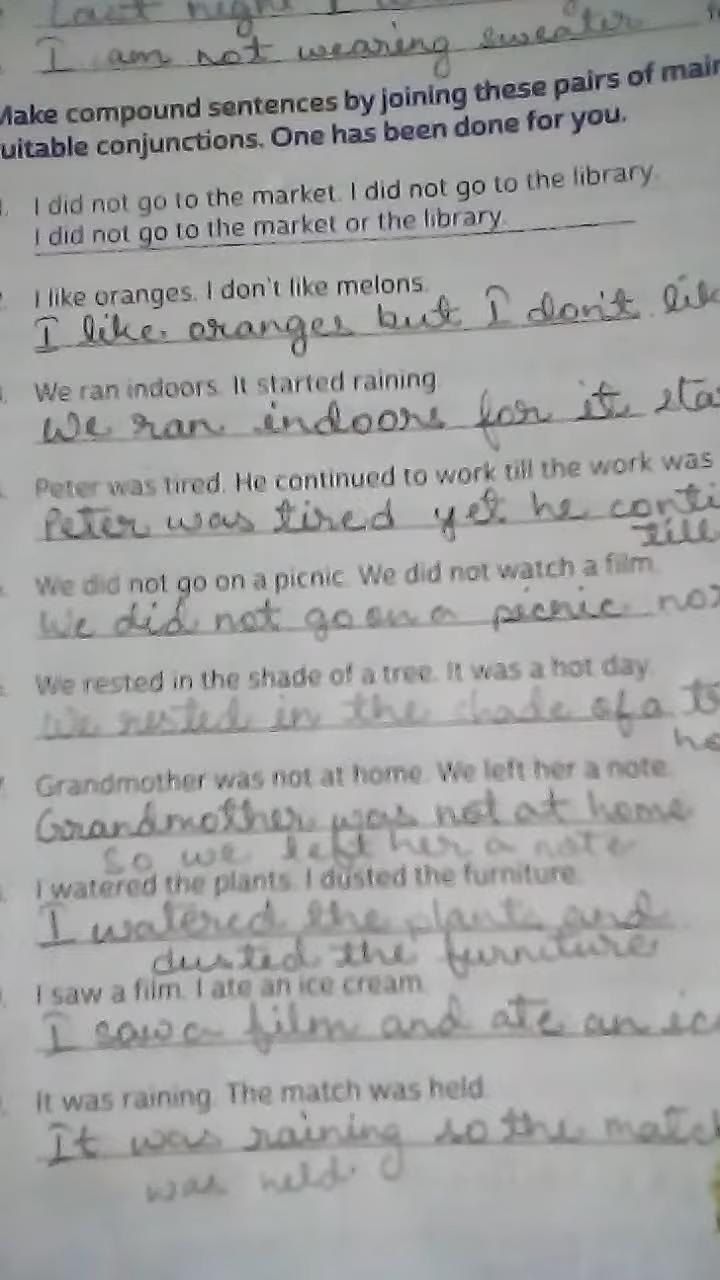 Last night I
I am not wearing sweater
Make compound sentences by joining these pairs of main
suitable conjunctions. One has been done for you.
I did not go to the market. I did not go to the library.
I did not go to the market or the library.
I like oranges. I don't like melons.
I like oranges but I don't lik
We ran indoors. It started raining
We ran indoors for it sta
Peter was tired. He continued to work till the work was
Peter was tired yet he conti
till
We did not go on a picnic. We did not watch a film.
We did not go on a picnic nor
We rested in the shade of a tree. It was a hot day.
We rested in the shade of a tr
ho
Grandmother was not at home. We left her a note.
Grandmother was not at home
so we left her a note
I watered the plants. I dusted the furniture.
I watered the plants and
dusted the furniture
I saw a film. I ate an ice cream.
I saw a film and ate an ic
It was raining. The match was held.
It was raining so the match
was held.